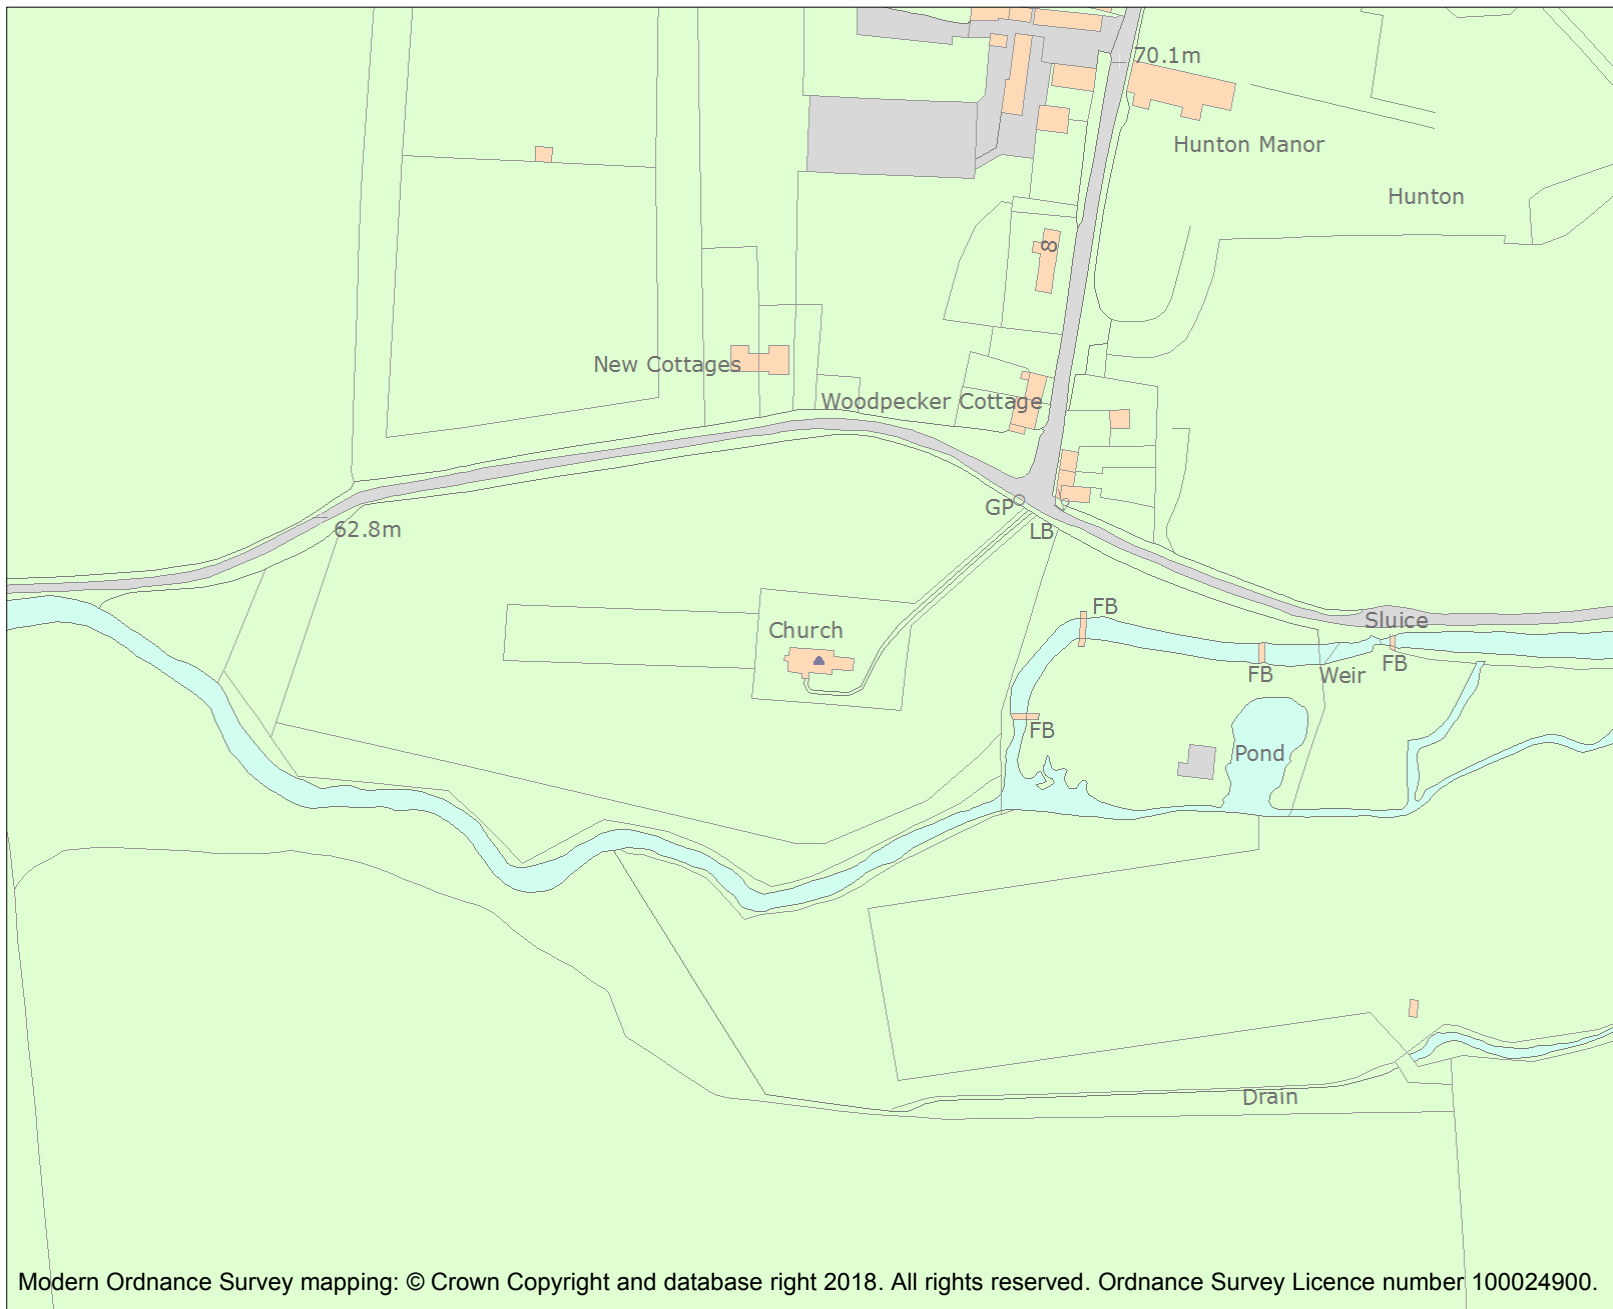 70.1m
Hunton Manor
Hunton
8
New Cottages
Woodpecker Cottage
GP
LB
62.8m
FB
Sluice
Church
FB
Weir
FB
FB
Pond
Drain
Modern Ordnance Survey mapping: © Crown Copyright and database right 2018. All rights reserved. Ordnance Survey Licence number 100024900.